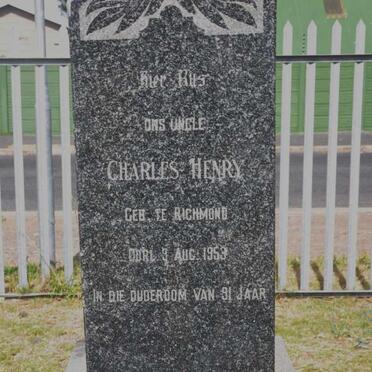 Hier Rus
ONS UNCLE
CHARLES HENRY
GEB. TE RICHMOND
OORL 3 AUG. 1953
IN DIE OUDERDOM VAN 91 JAAR